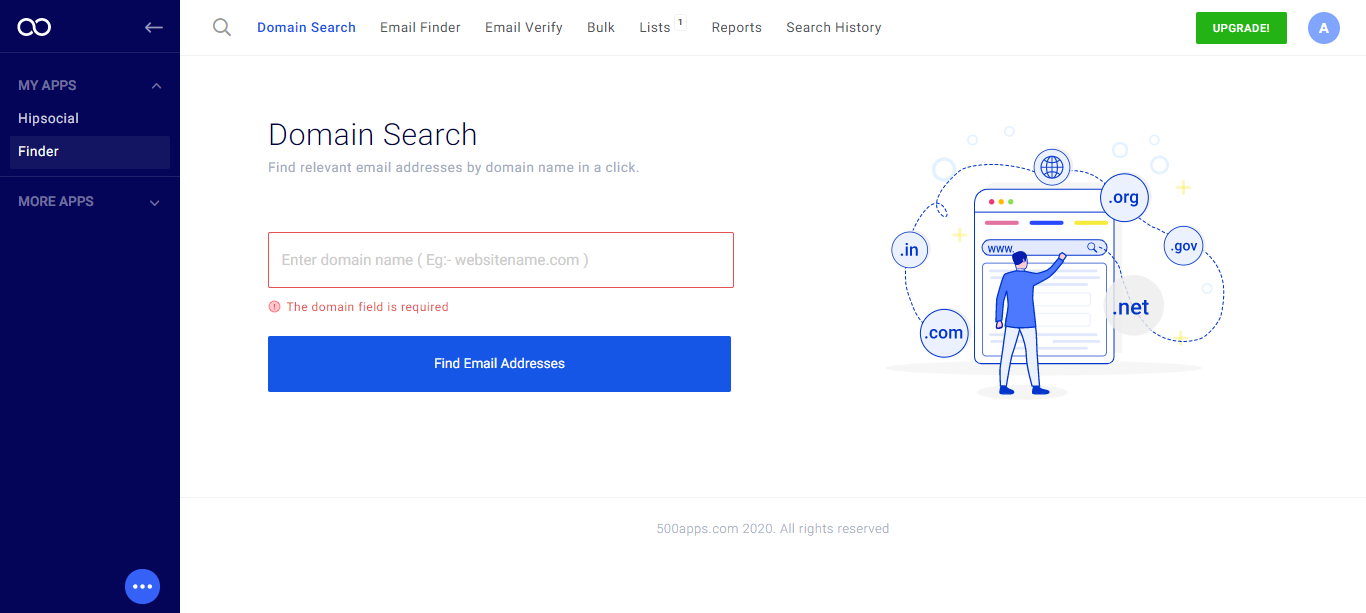 Domain Search Email Finder Email Verify Bulk Lists 1 Reports Search History UPGRADE! A
MY APPS
Hipsocial
Finder
MORE APPS
Domain Search
Find relevant email addresses by domain name in a click.
Enter domain name ( Eg:- websitename.com )
The domain field is required
Find Email Addresses
.org
.in
www.
.gov
.net
.com
500apps.com 2020. All rights reserved